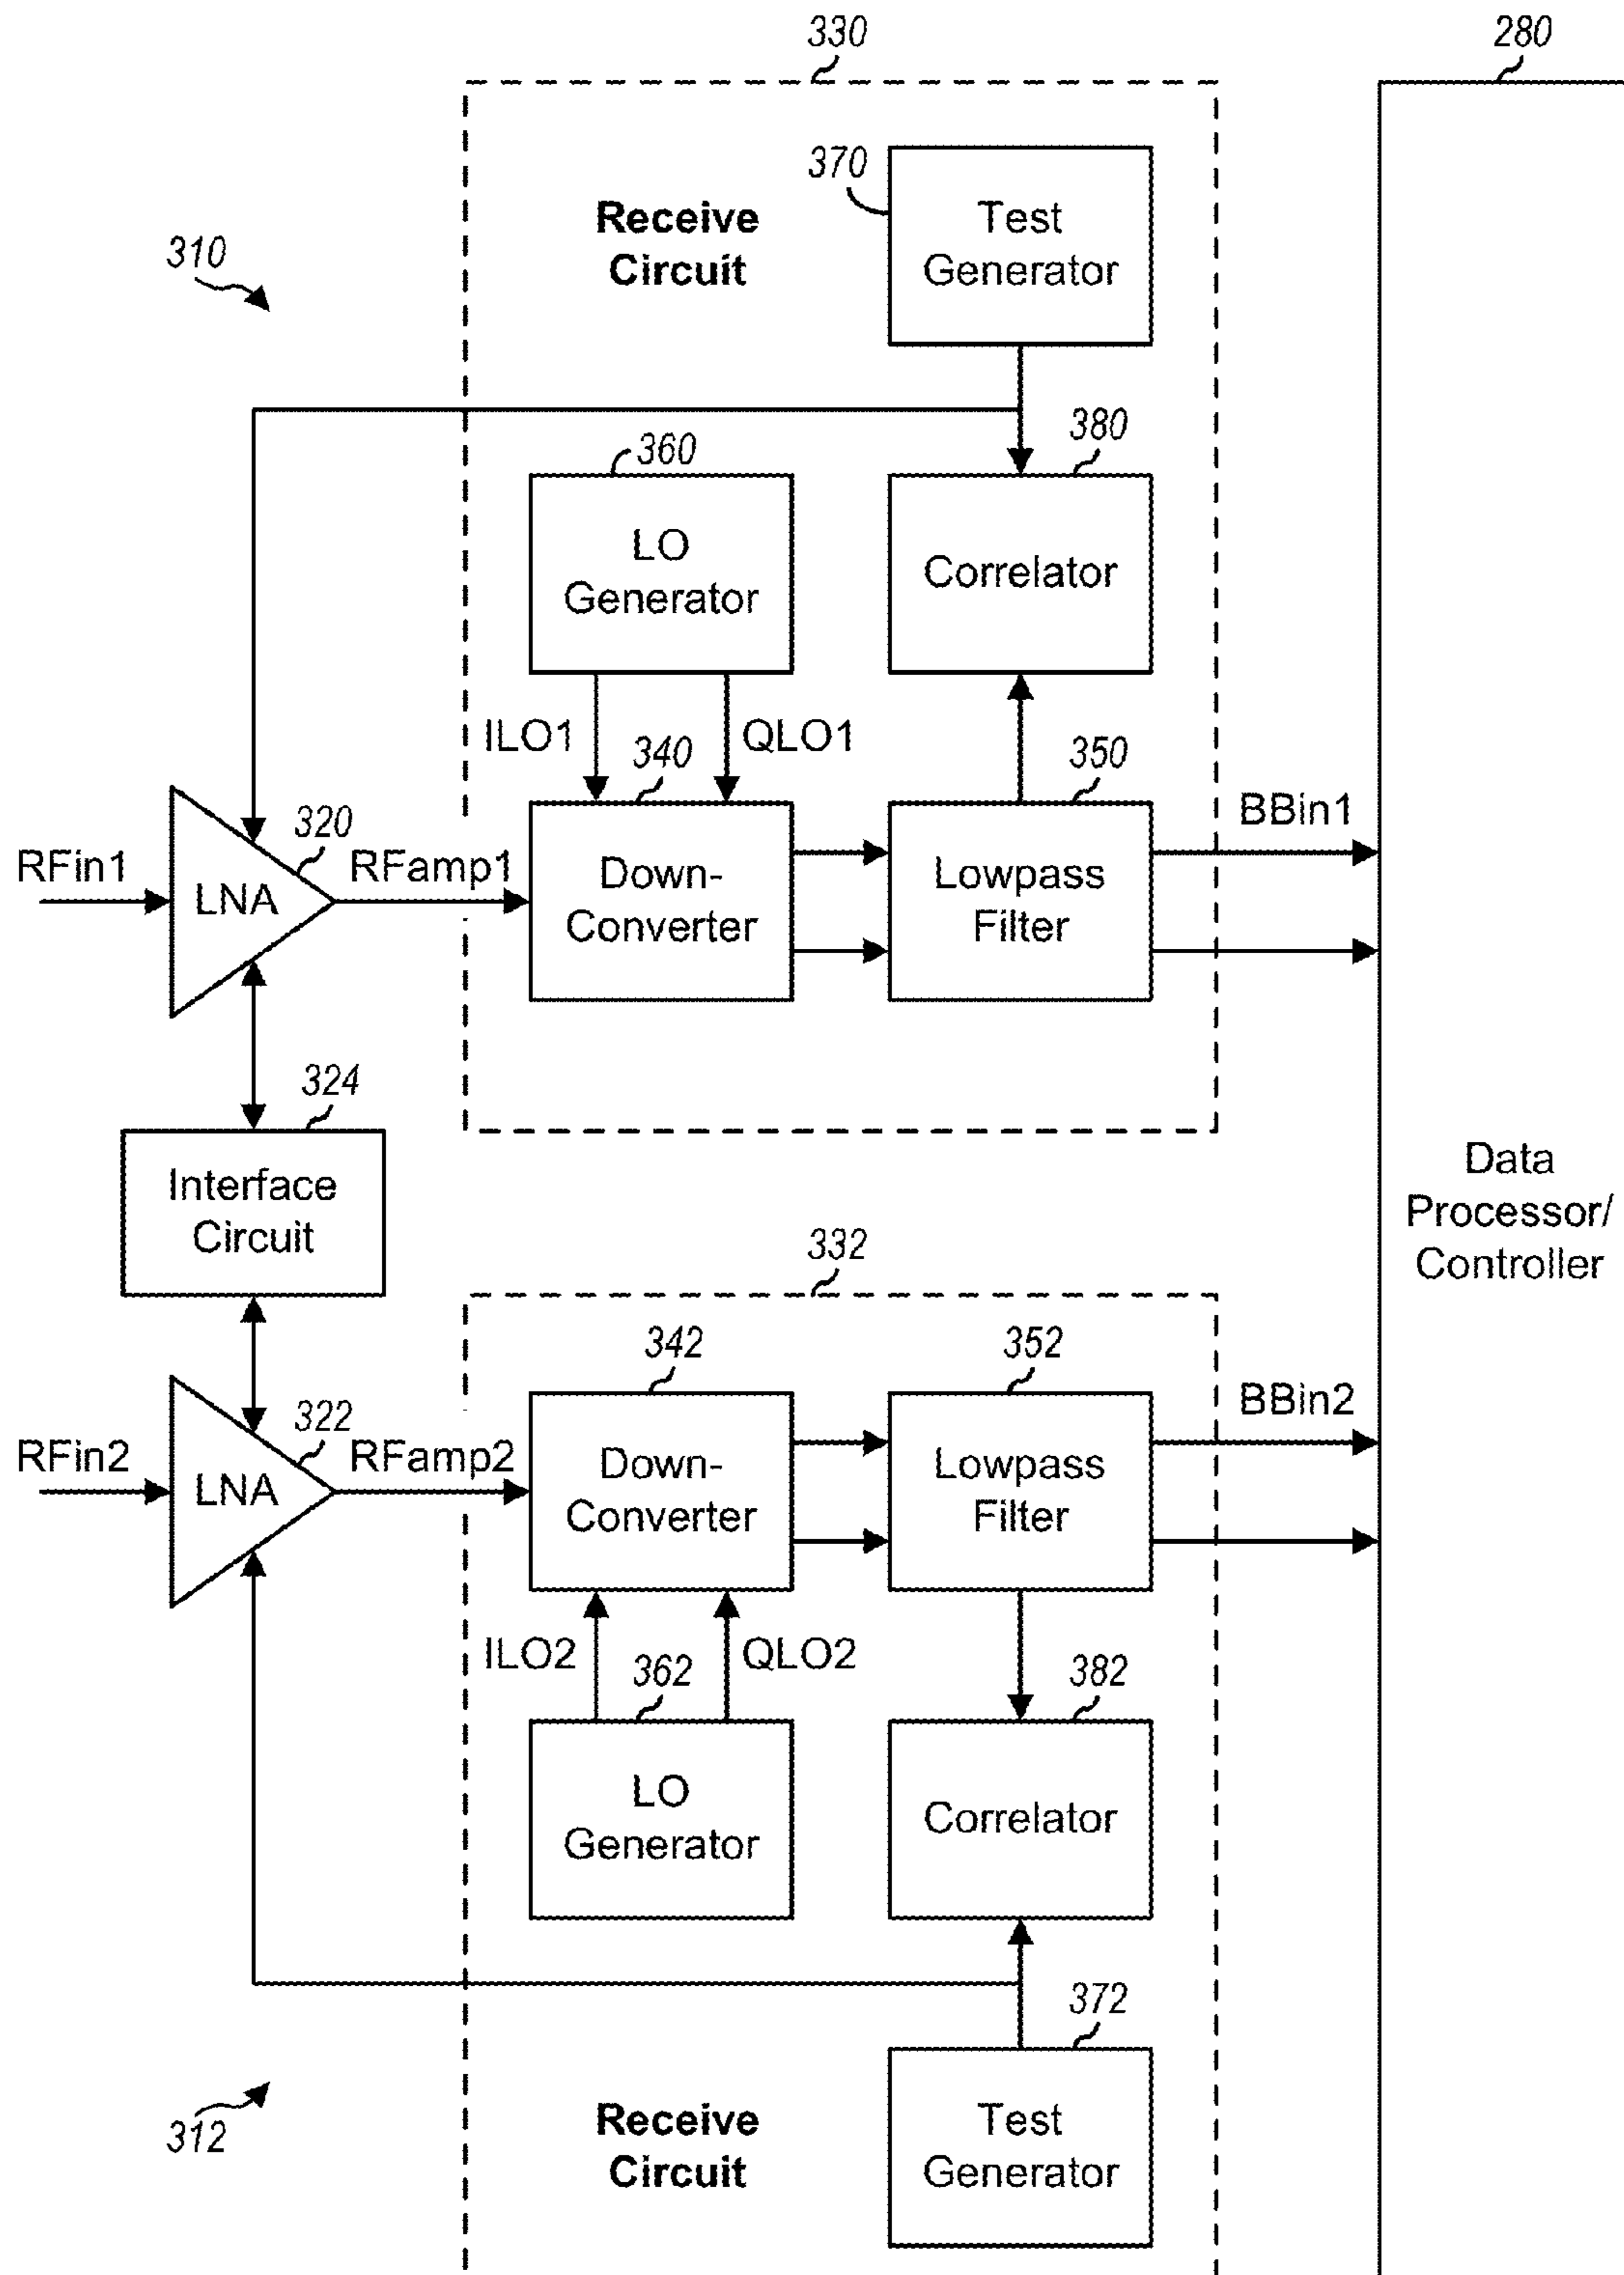 330
280
370
Receive
Circuit
Test
Generator
310
360
380
LO
Generator
Correlator
ILO1
340
QLO1
350
320
BBin1
RFin1
LNA
RFamp1
Down-
Converter
Lowpass
Filter
324
Interface
Circuit
Data
Processor/
Controller
332
342
352
322
BBin2
RFin2
LNA
RFamp2
Down-
Converter
Lowpass
Filter
ILO2
362
QLO2
382
LO
Generator
Correlator
372
312
Receive
Circuit
Test
Generator